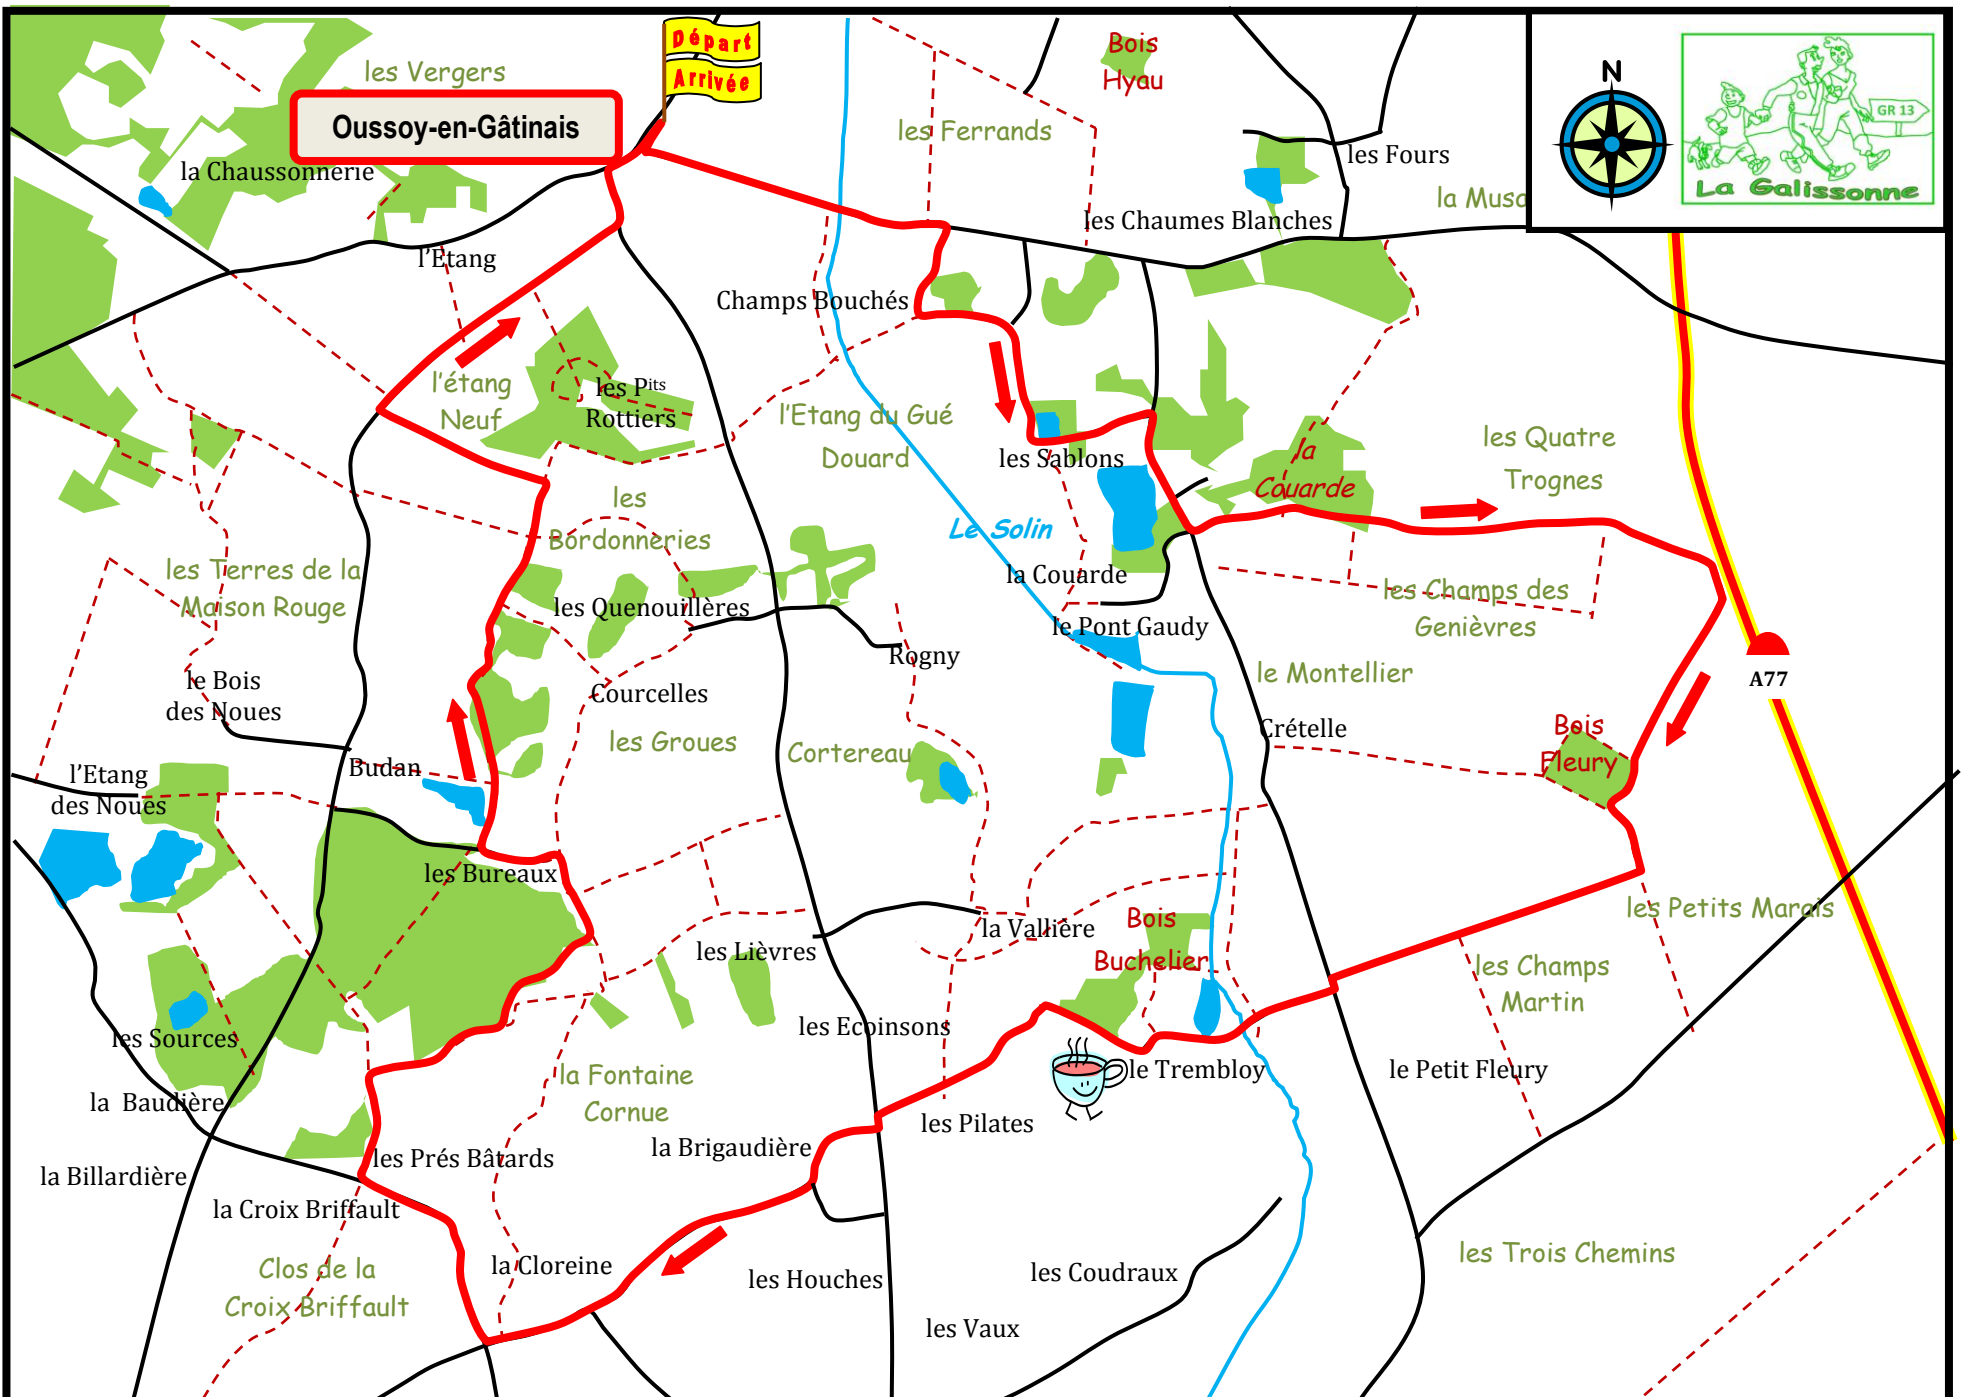 Départ
Arrivée
Bois
Hyau
N
GR 13
La Galissonne
les Vergers
Oussoy-en-Gâtinais
les Ferrands
les Fours
la Chaussonnerie
la Musa
les Chaumes Blanches
l'Etang
Champs Bouchés
l'étang
Neuf
les Pits
Rottiers
l'Etang du Gué
Douard
les Sablons
la
Couarde
les Quatre
Trognes
les
Bordonneries
Le Solin
les Terres de la
Maison Rouge
la Couarde
les Champs des
Genièvres
les Quenouillères
le Pont Gaudy
Rogny
le Montellier
A77
le Bois
des Noues
Courcelles
les Groues
Cortereau
Crételle
Bois
Fleury
l'Etang
des Noues
Budan
les Bureaux
les Petits Marais
les Lièvres
la Vallière
Bois
Buchelier
les Champs
Martin
les Sources
les Ecoinsons
la Fontaine
Cornue
le Trembloy
le Petit Fleury
la Baudière
les Pilates
la Brigaudière
les Prés Bâtards
la Billardière
la Croix Briffault
Clos de la
Croix Briffault
la Cloreine
les Houches
les Coudraux
les Trois Chemins
les Vaux